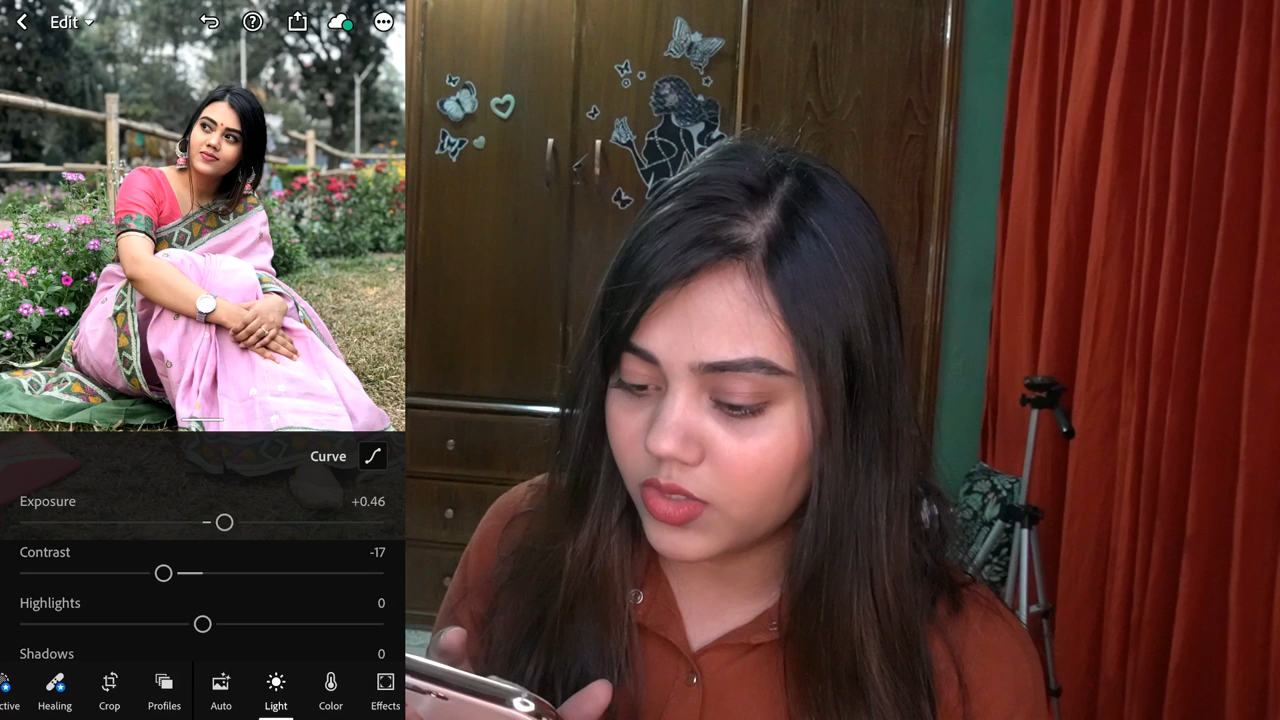 Edit
Curve
Exposure +0.46
Contrast -17
Highlights 0
Shadows 0
ctive Healing Crop Profiles Auto Light Color Effects